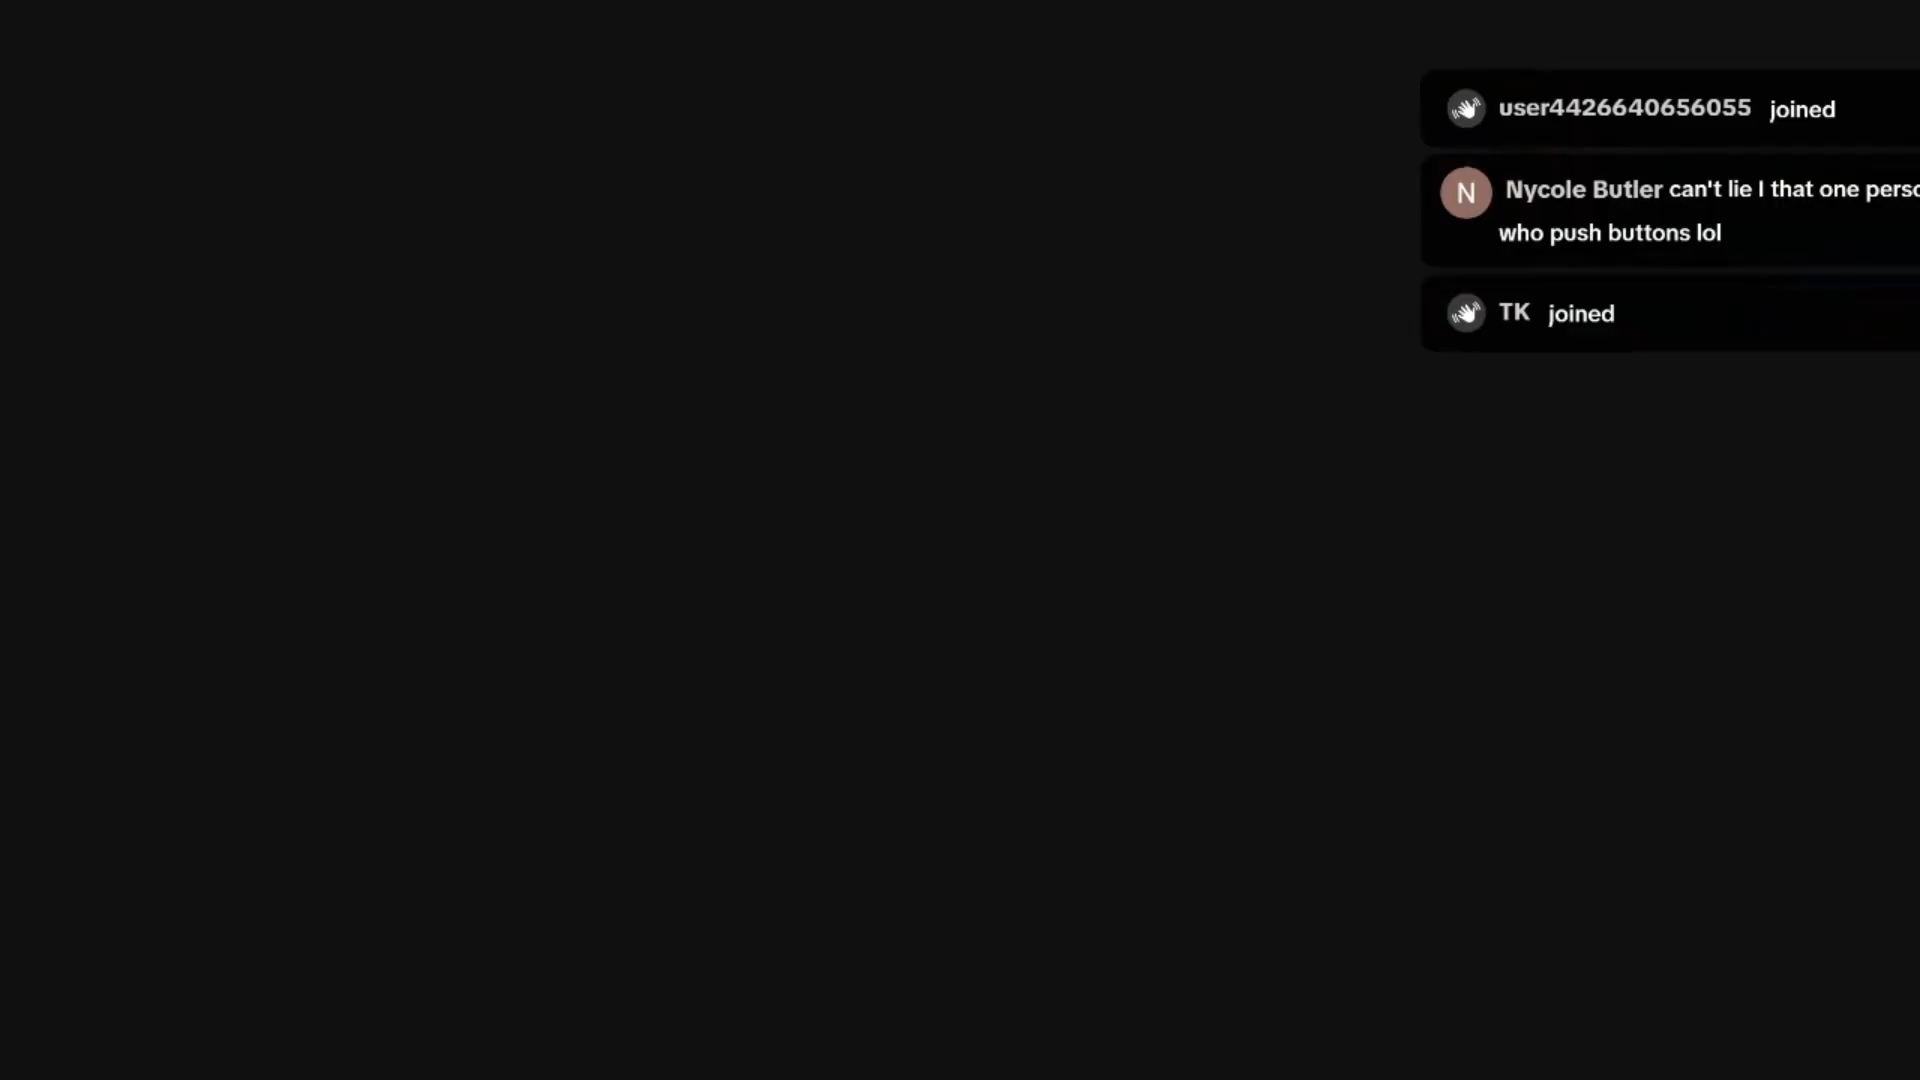 user4426640656055 joined
N Nycole Butler can't lie I that one
who push buttons lol
TK joined